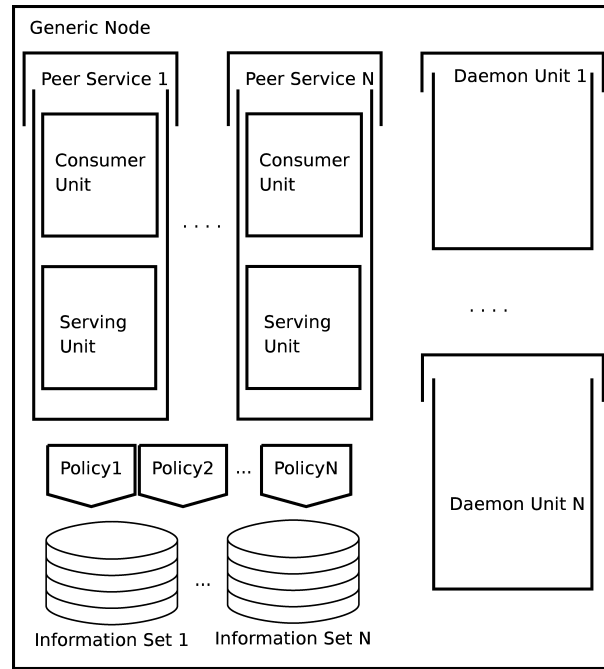 Generic Node
Peer Service 1
Peer Service N
Daemon Unit 1
Consumer
Unit
Consumer
Unit
. . . .
Serving
Unit
Serving
Unit
. . . .
Policy1
Policy2
...
PolicyN
Daemon Unit N
...
Information Set 1
Information Set N